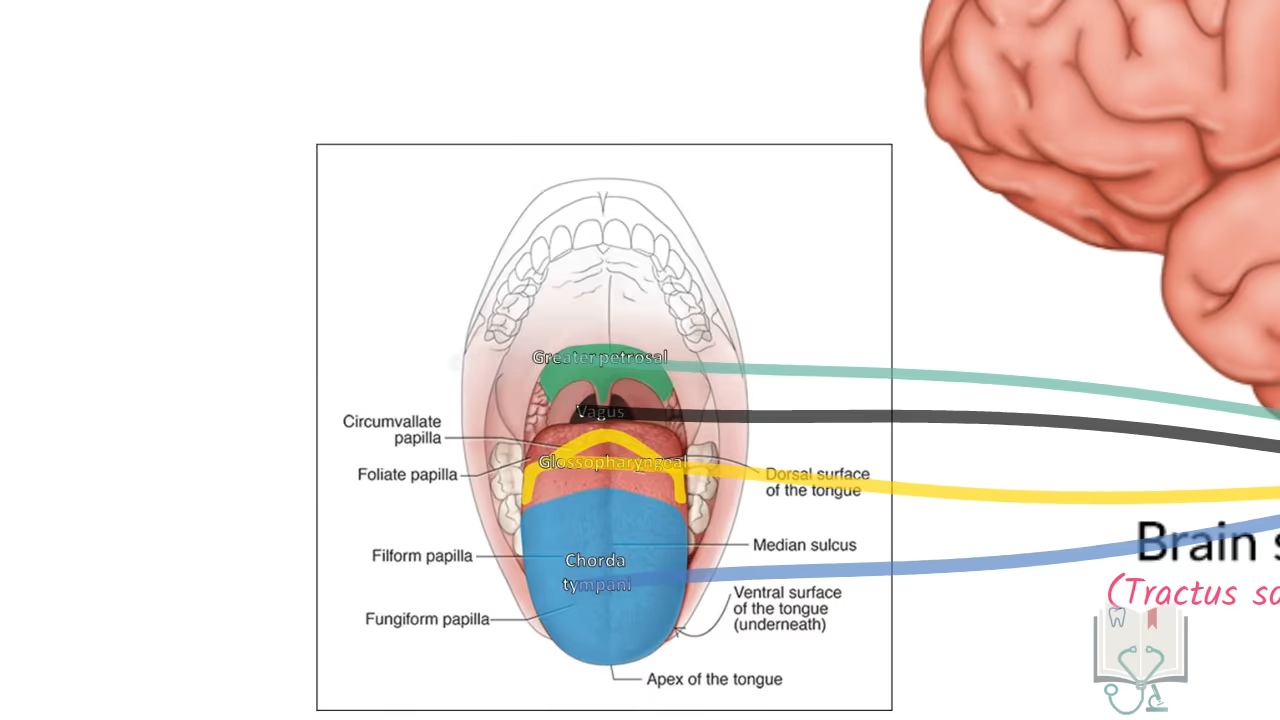 Greater petrosal
Vagus
Circumvallate
papilla
Glossopharyngeal
Foliate papilla
Dorsal surface
of the tongue
Brain
(Tractus
Median sulcus
Filform papilla
Chorda
tympani
Ventral surface
of the tongue
(underneath)
Fungiform papilla
Apex of the tongue